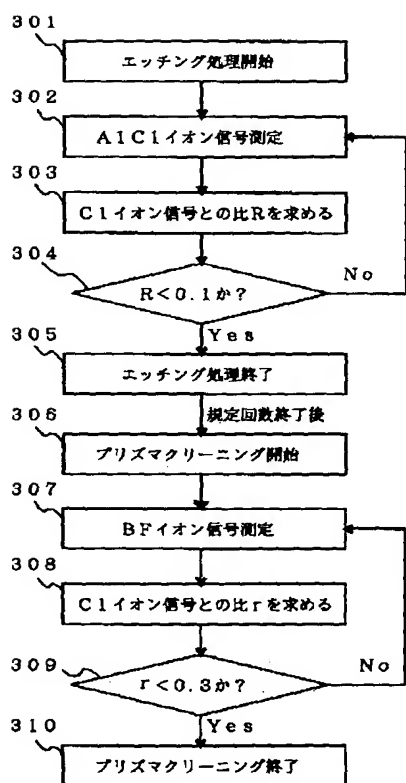 301
エッチング処理開始
302
AlClイオン信号測定
303
Clイオン信号との比Rを求める
304
R<0.1か?
No
Yes
305
エッチング処理終了
規定回数終了後
306
プリズマクリーニング開始
307
BFイオン信号測定
308
Clイオン信号との比rを求める
309
r<0.3か?
No
Yes
310
プリズマクリーニング終了